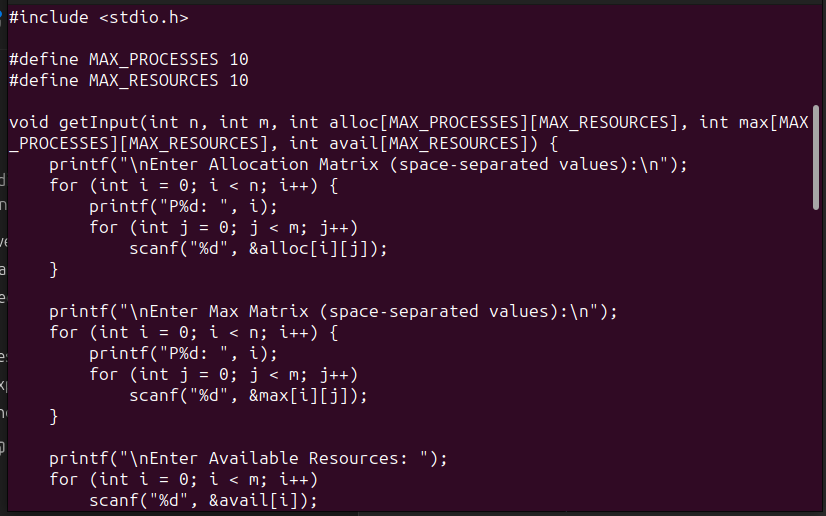 #include <stdio.h>

#define MAX_PROCESSES 10
#define MAX_RESOURCES 10

void getInput(int n, int m, int alloc[MAX_PROCESSES][MAX_RESOURCES], int max[MAX
_PROCESSES][MAX_RESOURCES], int avail[MAX_RESOURCES]) {
    printf("\nEnter Allocation Matrix (space-separated values):\n");
    for (int i = 0; i < n; i++) {
        printf("P%d: ", i);
        for (int j = 0; j < m; j++)
            scanf("%d", &alloc[i][j]);
    }

    printf("\nEnter Max Matrix (space-separated values):\n");
    for (int i = 0; i < n; i++) {
        printf("P%d: ", i);
        for (int j = 0; j < m; j++)
            scanf("%d", &max[i][j]);
    }

    printf("\nEnter Available Resources: ");
    for (int i = 0; i < m; i++)
        scanf("%d", &avail[i]);